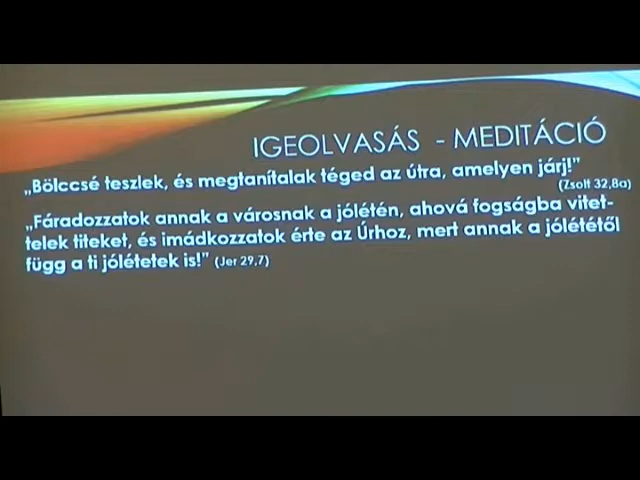 IGEOLVASÁS - MEDITÁCIÓ
„Bölccsé teszlek, és megtanítalak téged az útra, amelyen járj!”
(Zsolt 32,8a)
„Fáradozzatok annak a városnak a jólétén, ahová fogságba vitet-
telek titeket, és imádkozzatok érte az Úrhoz, mert annak a jólététől
függ a ti jólétetek is!” (Jer 29,7)